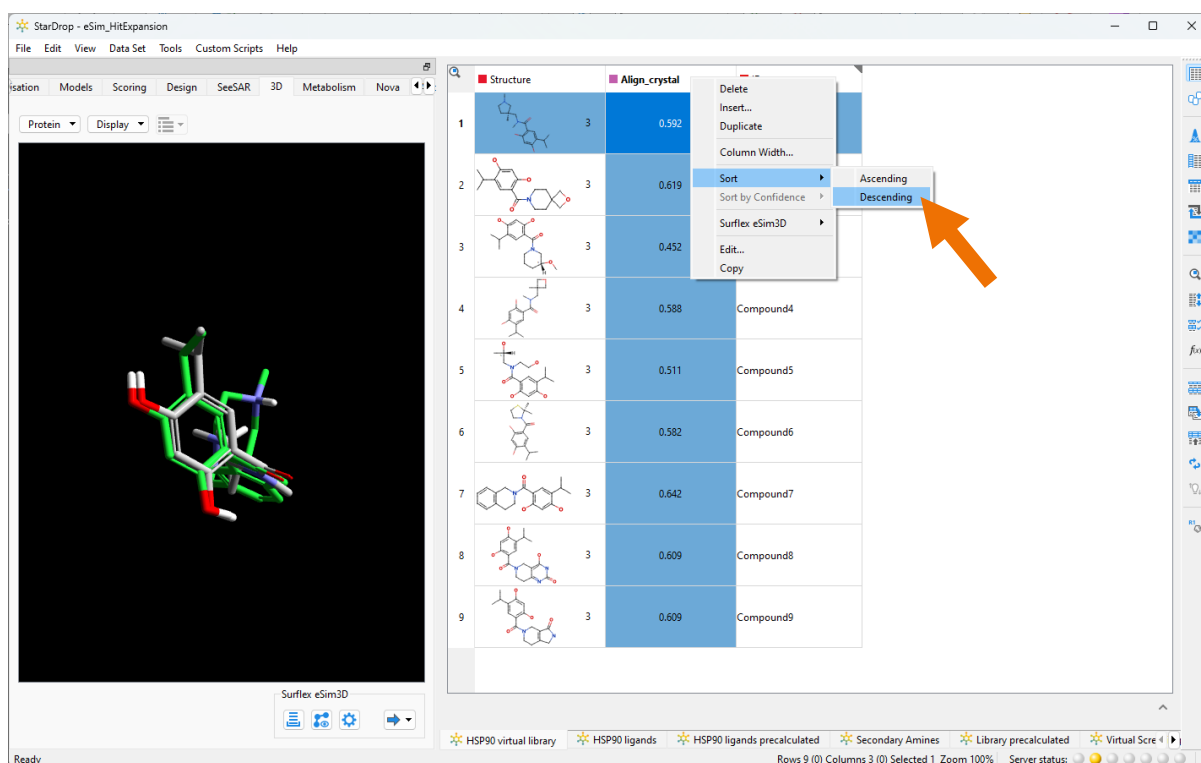 StarDrop - eSim_HitExpansion
File Edit View Data Set Tools Custom Scripts Help
isation Models Scoring Design SeeSAR 3D Metabolism Nova
Protein Display
Structure Align_crystal
Delete
Insert...
Duplicate
Column Width...
Sort
Sort by Confidence
Surflex eSim3D
Edit...
Copy
Ascending
Descending
1 3 0.592
2 3 0.619
3 3 0.452
4 3 0.588 Compound4
5 3 0.511 Compound5
6 3 0.582 Compound6
7 3 0.642 Compound7
8 3 0.609 Compound8
9 3 0.609 Compound9
Surflex eSim3D
HSP90 virtual library HSP90 ligands HSP90 ligands precalculated Secondary Amines Library precalculated Virtual Scre
Ready Rows 9 (0) Columns 3 (0) Selected 1 Zoom 100% Server status: